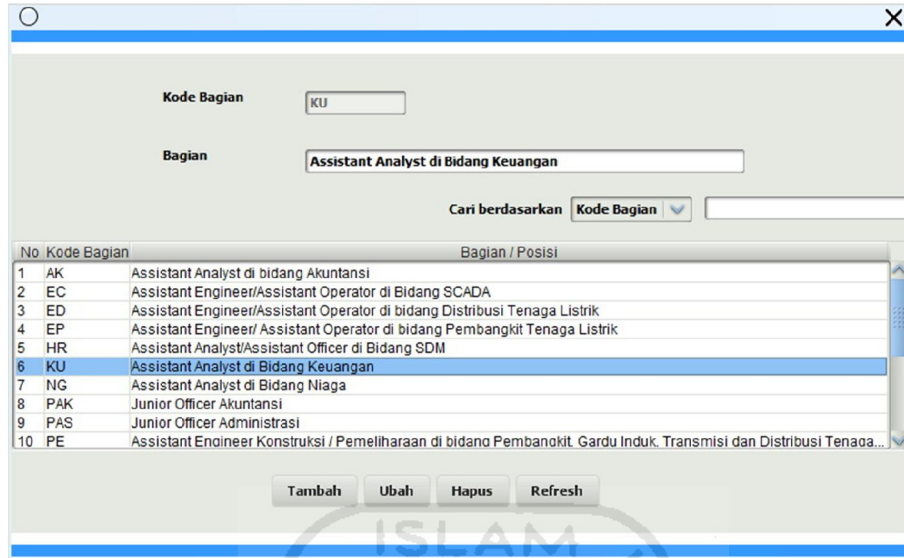 Kode Bagian KU
Bagian Assistant Analyst di Bidang Keuangan
Cari berdasarkan Kode Bagian
No Kode Bagian Bagian / Posisi
1 AK Assistant Analyst di bidang Akuntansi
2 EC Assistant Engineer/Assistant Operator di Bidang SCADA
3 ED Assistant Engineer/Assistant Operator di bidang Distribusi Tenaga Listrik
4 EP Assistant Engineer/ Assistant Operator di bidang Pembangkit Tenaga Listrik
5 HR Assistant Analyst/Assistant Officer di Bidang SDM
6 KU Assistant Analyst di Bidang Keuangan
7 NG Assistant Analyst di Bidang Niaga
8 PAK Junior Officer Akuntansi
9 PAS Junior Officer Administrasi
10 PE Assistant Engineer Konstruksi / Pemeliharaan di bidang Pembangkit, Gardu Induk, Transmisi dan Distribusi Tenaga...
Tambah Ubah Hapus Refresh
ISLAM